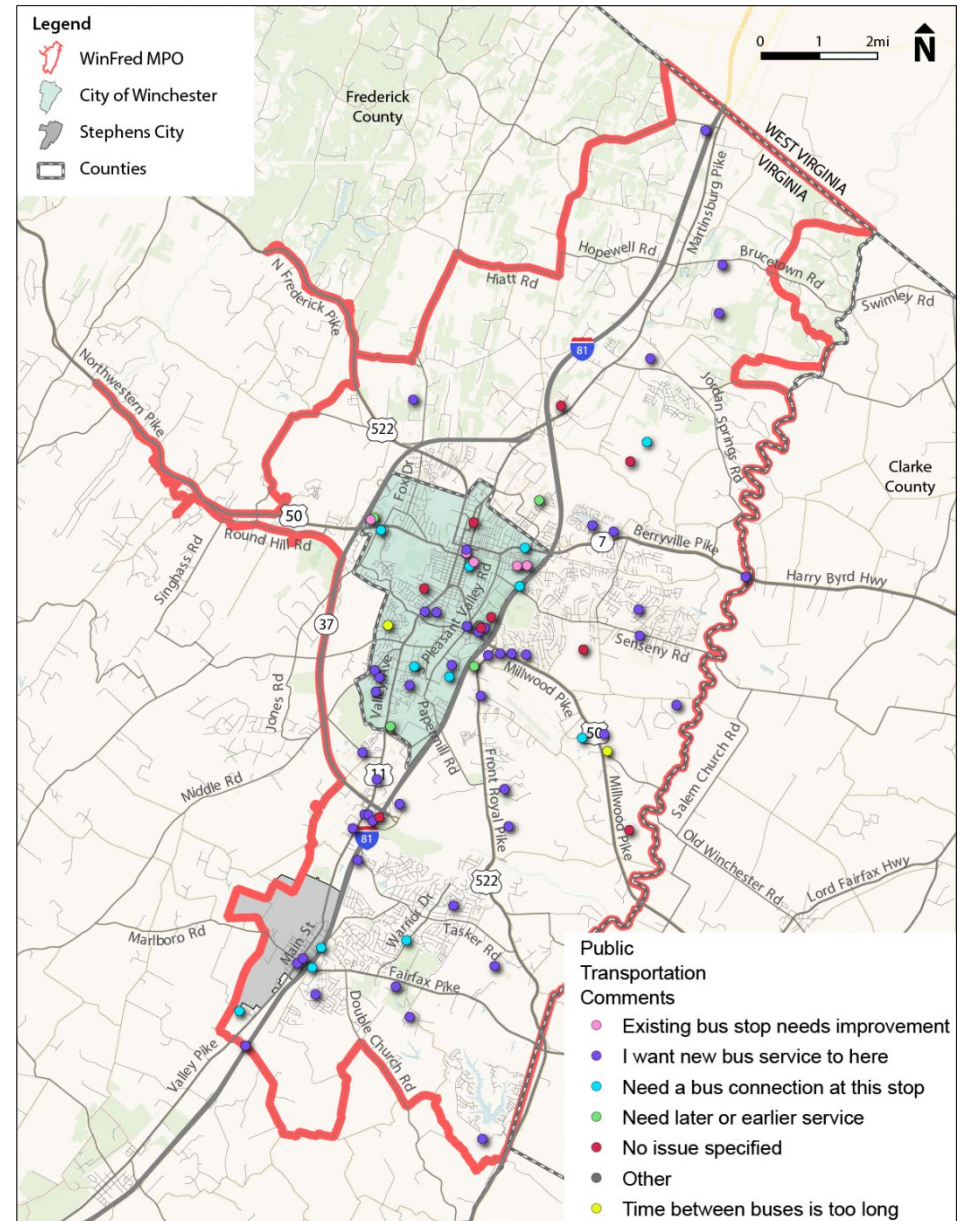 Legend
WinFred MPO
City of Winchester
Stephens City
Counties
0 1 2mi
N
Frederick
County
WEST VIRGINIA
VIRGINIA
Martinsburg Pike
Hopewell Rd
Brucetown Rd
Hiatt Rd
Swimley Rd
N Frederick Pike
81
Northwestern Pike
522
Jordan Springs Rd
Clarke
County
Fox Dr
50
Round Hill Rd
7
Berryville Pike
Singhass Rd
Harry Byrd Hwy
37
Pleasant Valley Rd
Senseny Rd
Jones Rd
Valley Ave
Millwood Pike
Papermill Rd
50
Salem Church Rd
Middle Rd
11
Front Royal Pike
Millwood Pike
81
Old Winchester Rd
522
Lord Fairfax Hwy
Marlboro Rd
Main St
Warrior Dr
Tasker Rd
Fairfax Pike
Double Church Rd
Valley Pike
Public
Transportation
Comments
Existing bus stop needs improvement
I want new bus service to here
Need a bus connection at this stop
Need later or earlier service
No issue specified
Other
Time between buses is too long